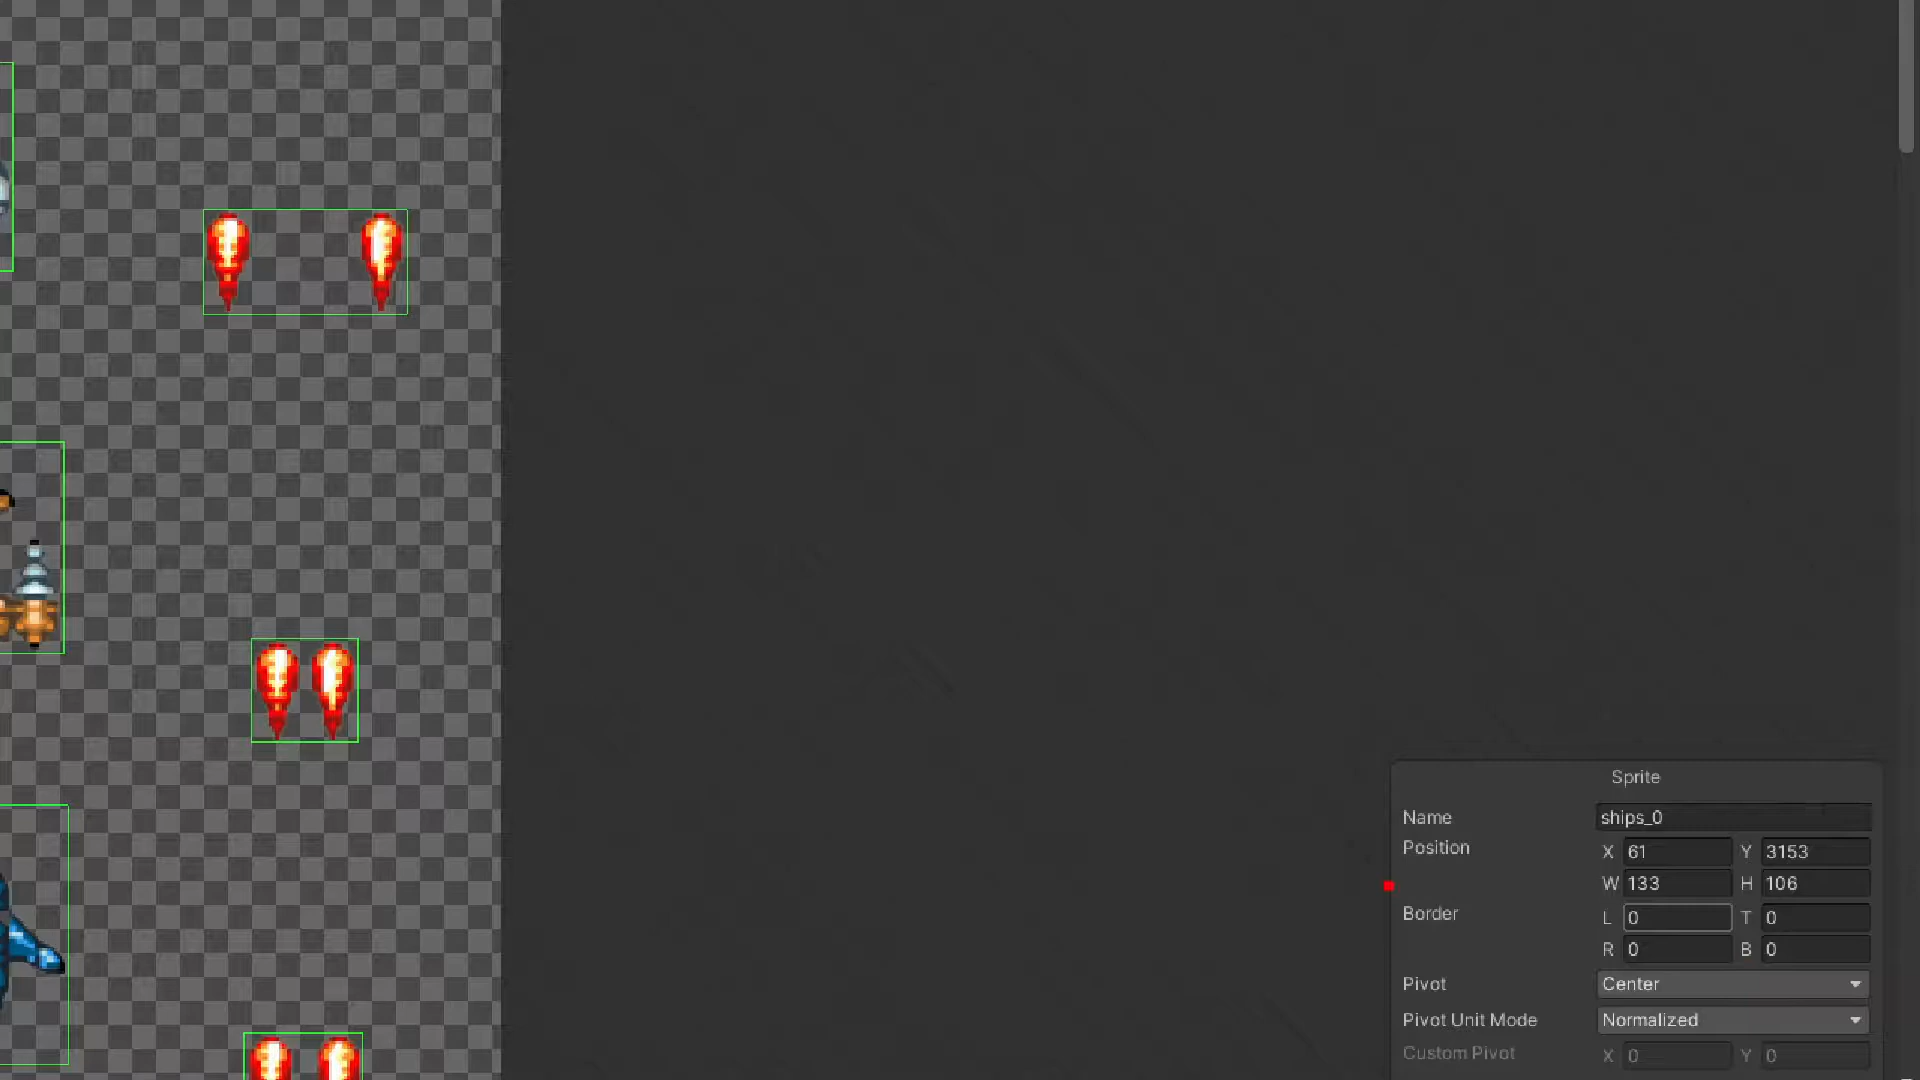 Sprite
Name ships_0
Position X 61 Y 3153
W 133 H 106
Border L 0 T 0
R 0 B 0
Pivot Center
Pivot Unit Mode Normalized
Custom Pivot X 0 Y 0